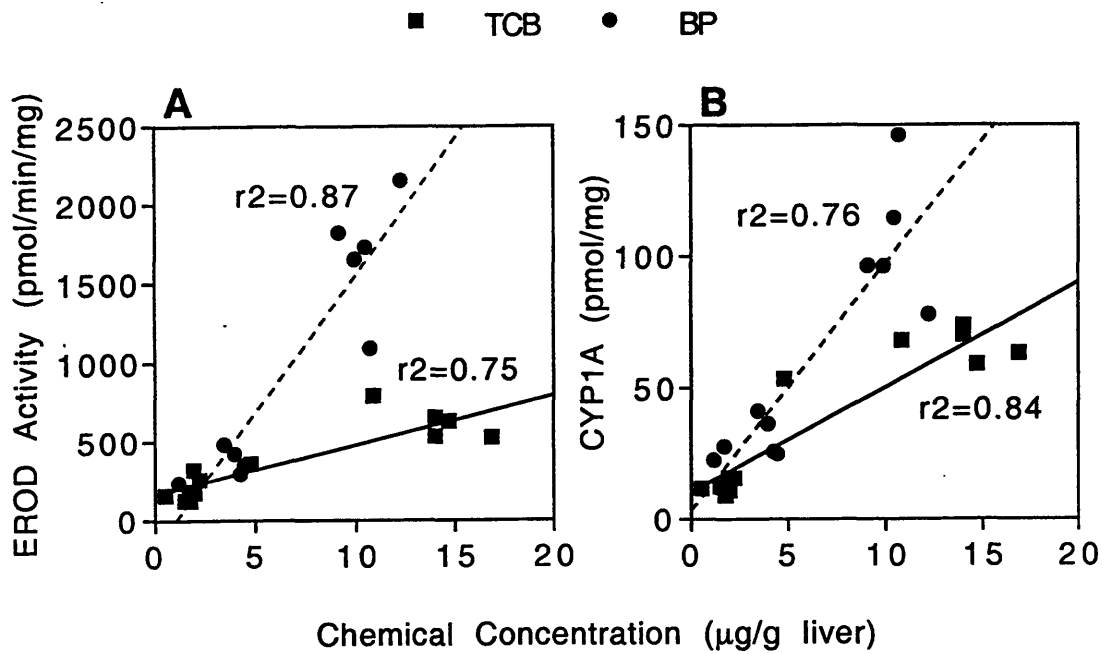 TCB BP
A
EROD Activity (pmol/min/mg)
2500
2000
1500
1000
500
0
r2=0.87
r2=0.75
0 5 10 15 20
B
CYP1A (pmol/mg)
150
100
50
0
r2=0.76
r2=0.84
0 5 10 15 20
Chemical Concentration (μg/g liver)